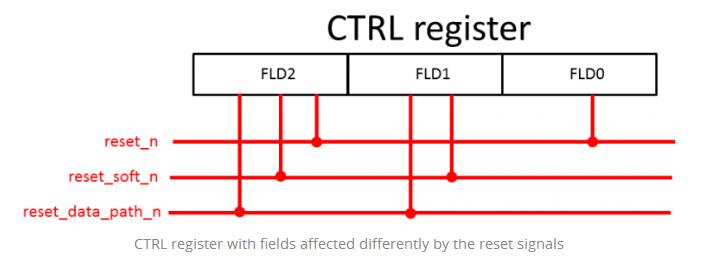 CTRL register
FLD2 FLD1 FLD0
reset_n
reset_soft_n
reset_data_path_n
CTRL register with fields affected differently by the reset signals